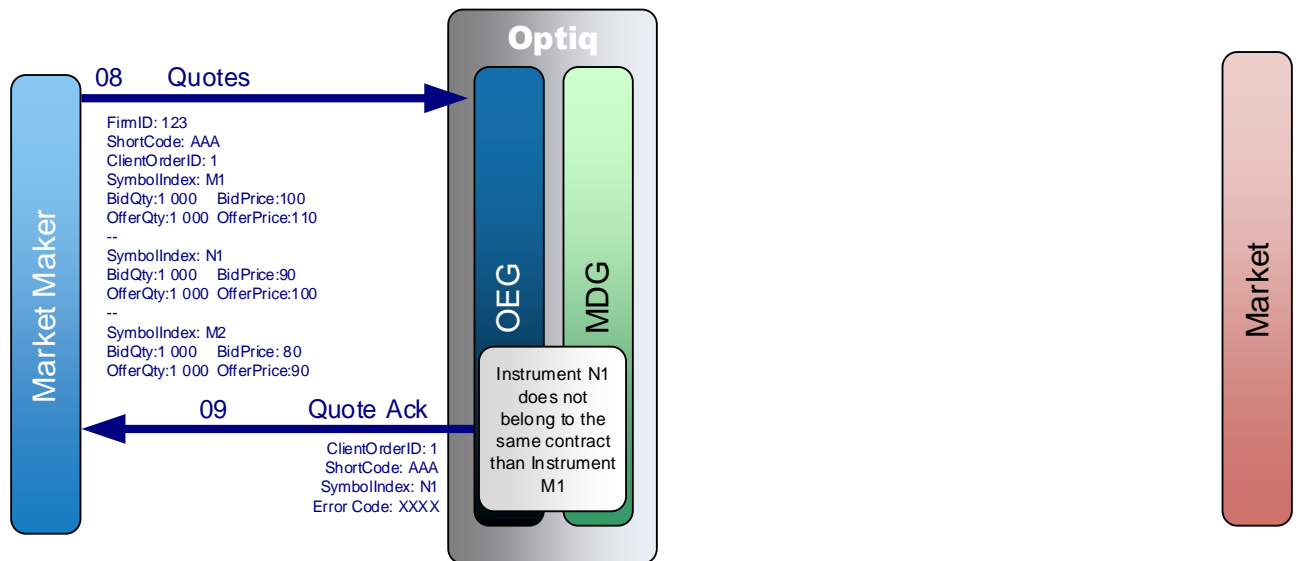 Optiq
08 Quotes
FirmID: 123
ShortCode: AAA
ClientOrderID: 1
SymbolIndex: M1
BidQty:1 000 BidPrice:100
OfferQty:1 000 OfferPrice:110
--
SymbolIndex: N1
BidQty:1 000 BidPrice:90
OfferQty:1 000 OfferPrice:100
--
SymbolIndex: M2
BidQty:1 000 BidPrice: 80
OfferQty:1 000 OfferPrice:90
Market Maker
OEG
MDG
Market
Instrument N1
does not
belong to the
same contract
than Instrument
M1
09 Quote Ack
ClientOrderID: 1
ShortCode: AAA
SymbolIndex: N1
Error Code: XXXX